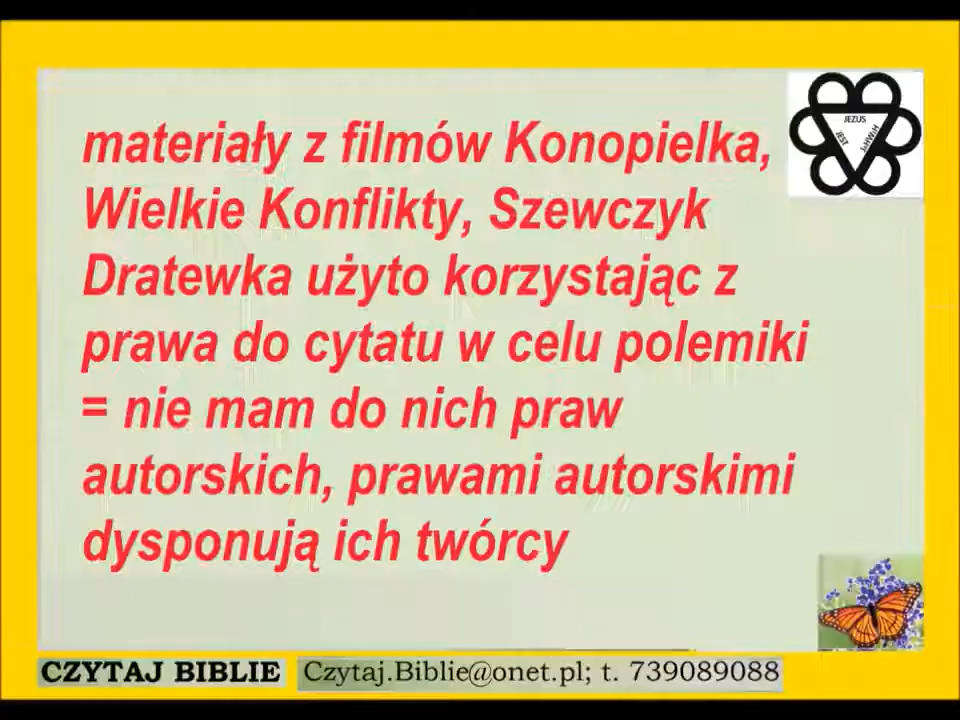 materiały z filmów Konopielka,
Wielkie Konflikty, Szewczyk
Dratewka użyto korzystając z
prawa do cytatu w celu polemiki
= nie mam do nich praw
autorskich, prawami autorskimi
dysponują ich twórcy
JEZUS
JEST
JHWH
CZYTAJ BIBLIE
Czytaj.Biblie@onet.pl; t. 739089088